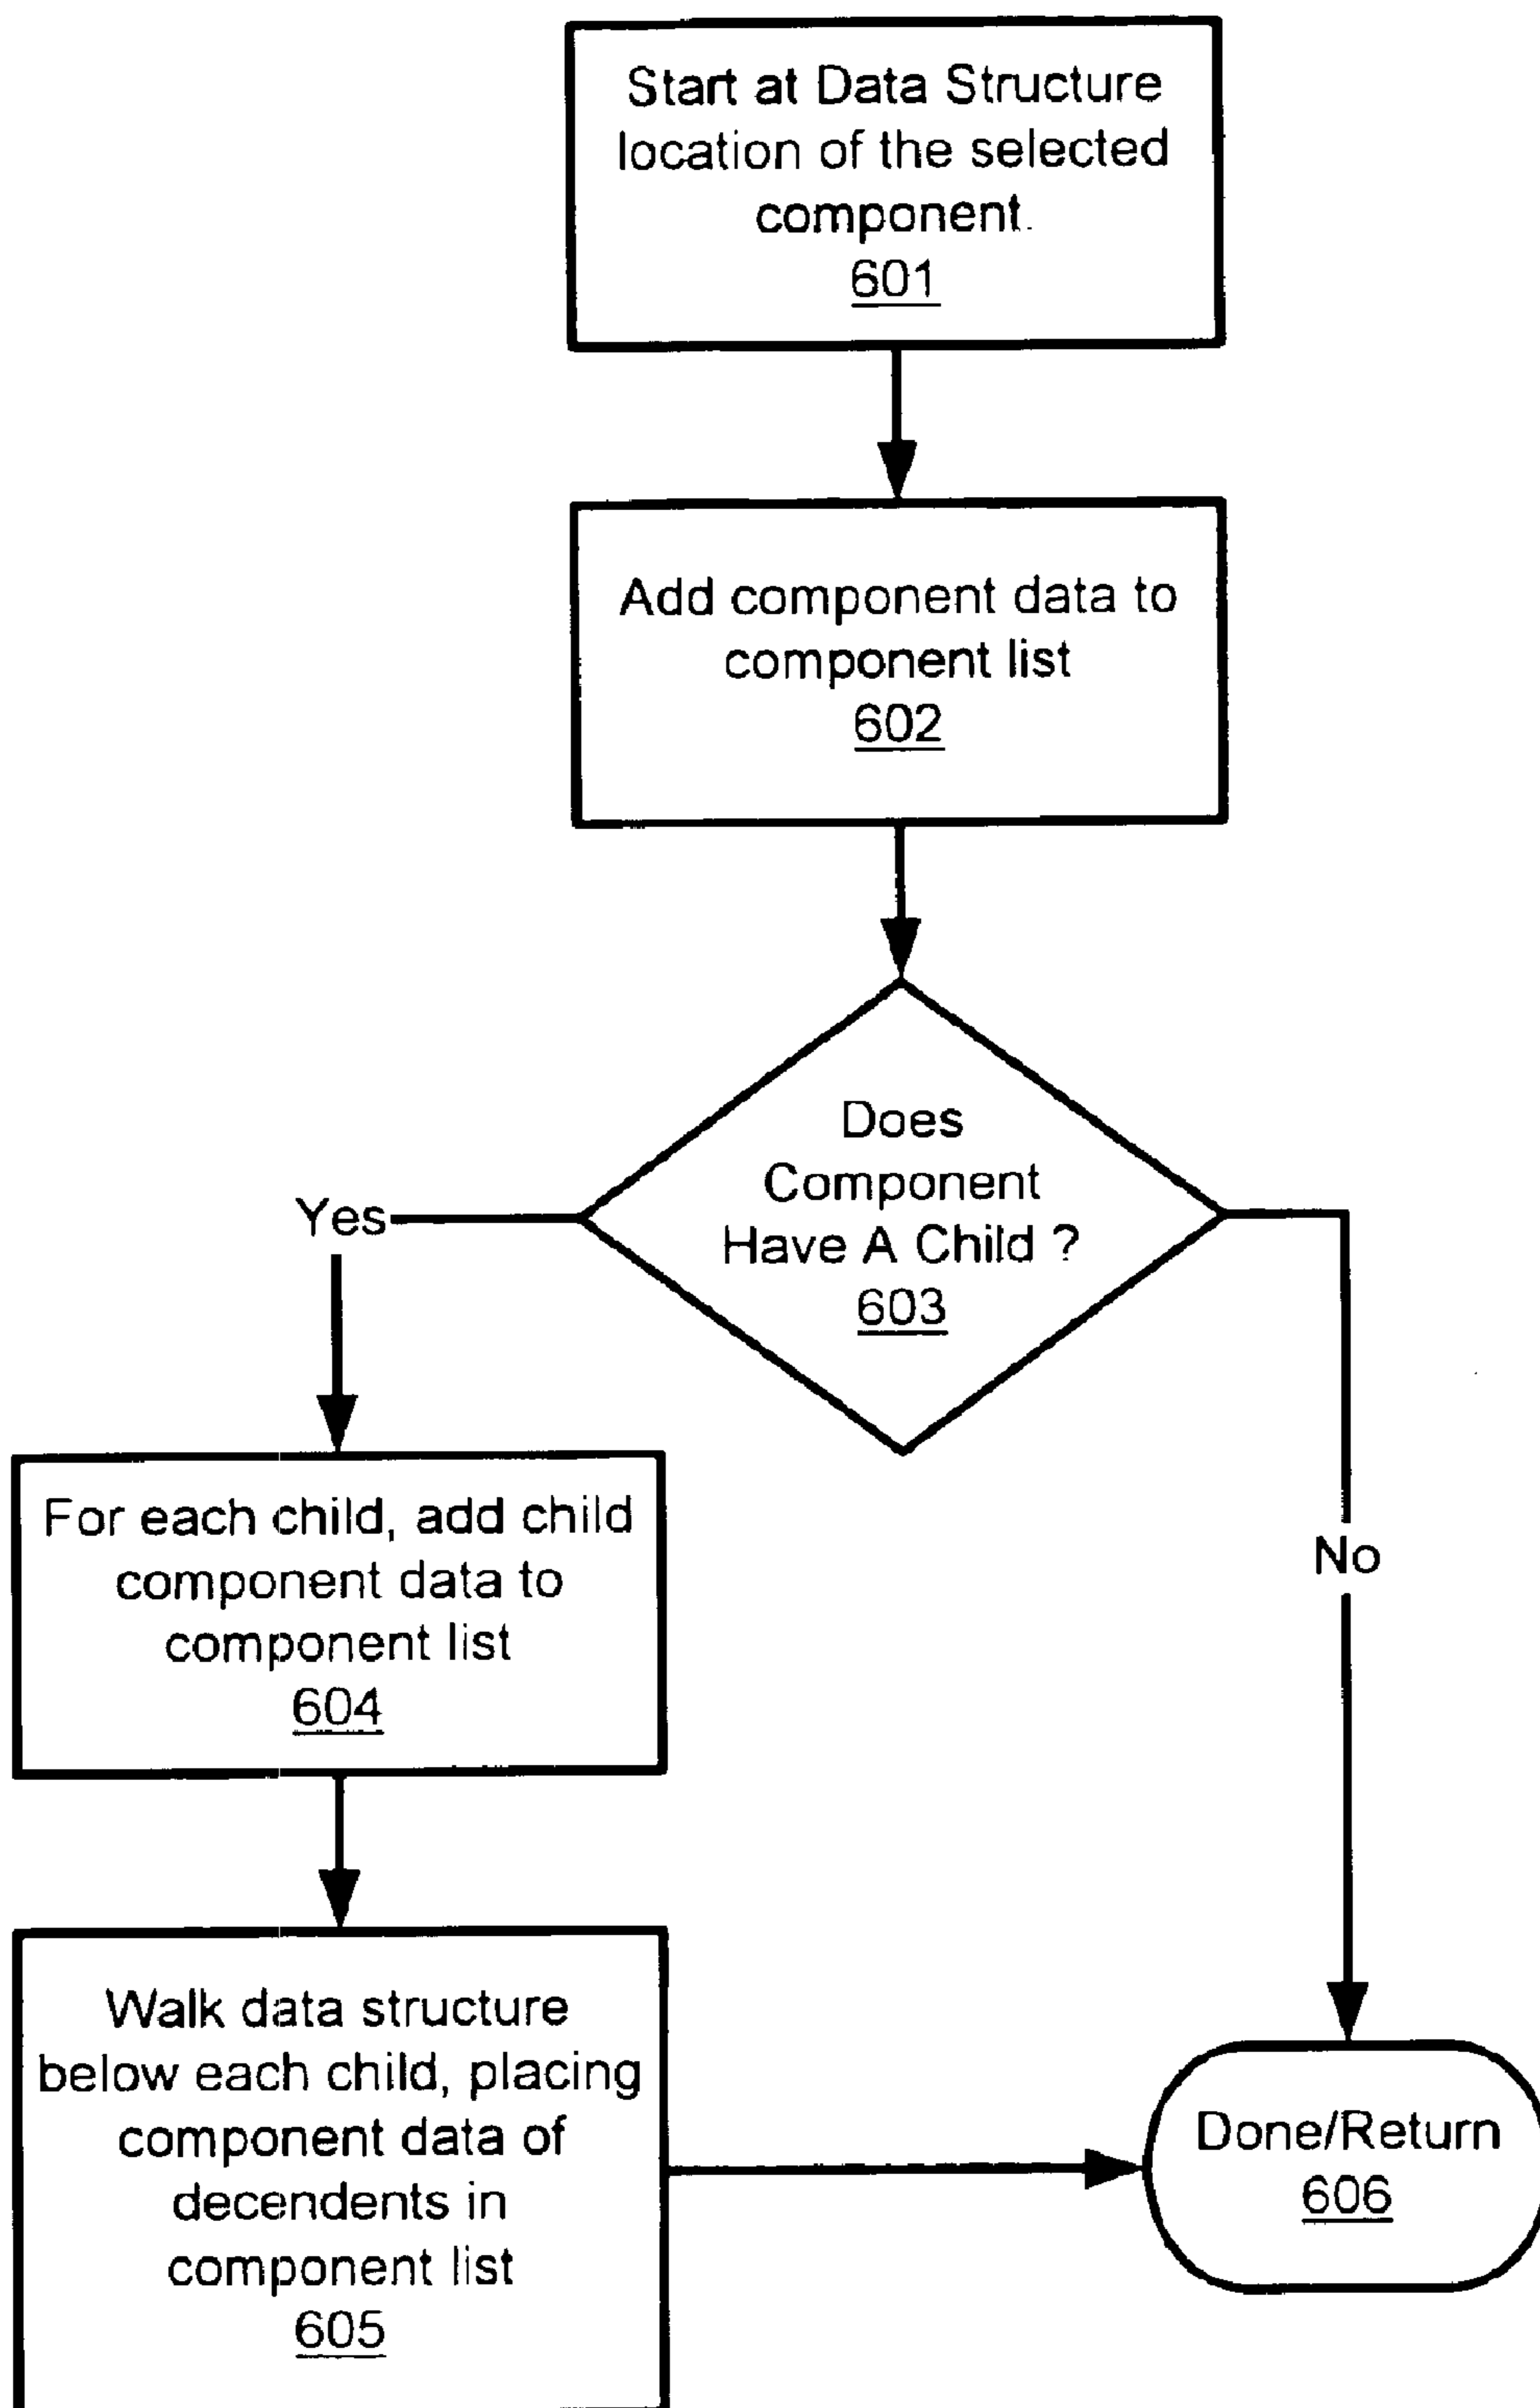 Start at Data Structure
location of the selected
component.
601
Add component data to
component list
602
Does
Component
Have A Child ?
603
Yes
No
For each child, add child
component data to
component list
604
Walk data structure
below each child, placing
component data of
decendents in
component list
605
Done/Return
606